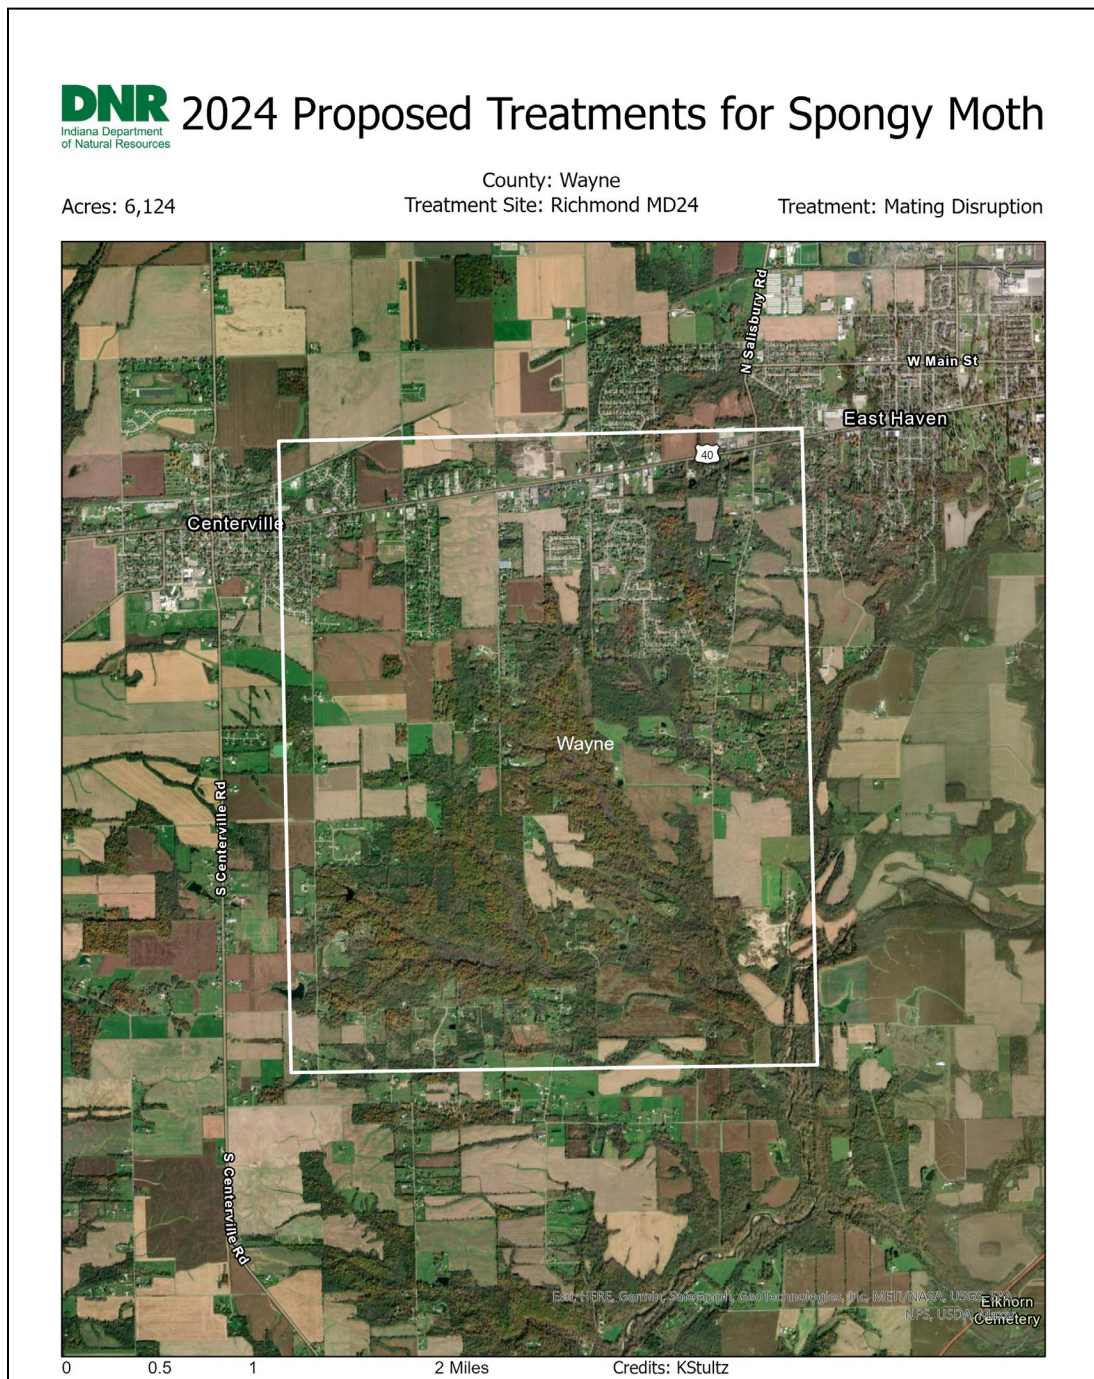 DNR
Indiana Department
of Natural Resources
2024 Proposed Treatments for Spongy Moth
County: Wayne
Acres: 6,124
Treatment Site: Richmond MD24
Treatment: Mating Disruption
N Salisbury Rd
W Main St
East Haven
40
Centerville
Wayne
S Centerville Rd
S Centerville Rd
Esri, HERE, Garmin, SafeGraph, GeoTechnologies, Inc, METI/NASA, USGS, EPA,
NPS, USDA, Maxar
Elkhorn
Cemetery
0 0.5 1 2 Miles
Credits: KStultz